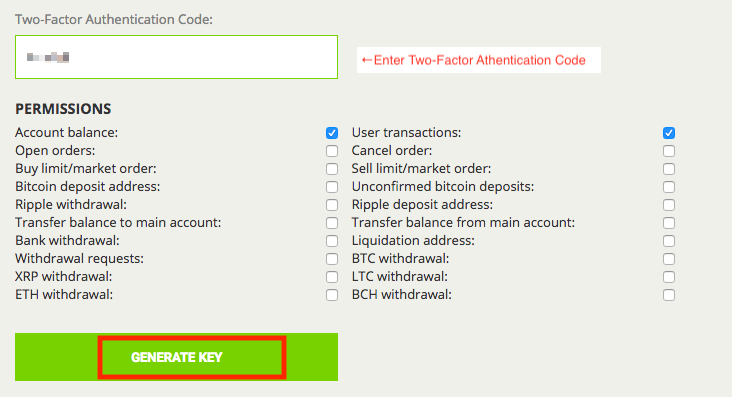 Two-Factor Authentication Code:
←Enter Two-Factor Athentication Code
PERMISSIONS
Account balance: User transactions:
Open orders: Cancel order:
Buy limit/market order: Sell limit/market order:
Bitcoin deposit address: Unconfirmed bitcoin deposits:
Ripple withdrawal: Ripple deposit address:
Transfer balance to main account: Transfer balance from main account:
Bank withdrawal: Liquidation address:
Withdrawal requests: BTC withdrawal:
XRP withdrawal: LTC withdrawal:
ETH withdrawal: BCH withdrawal:
GENERATE KEY